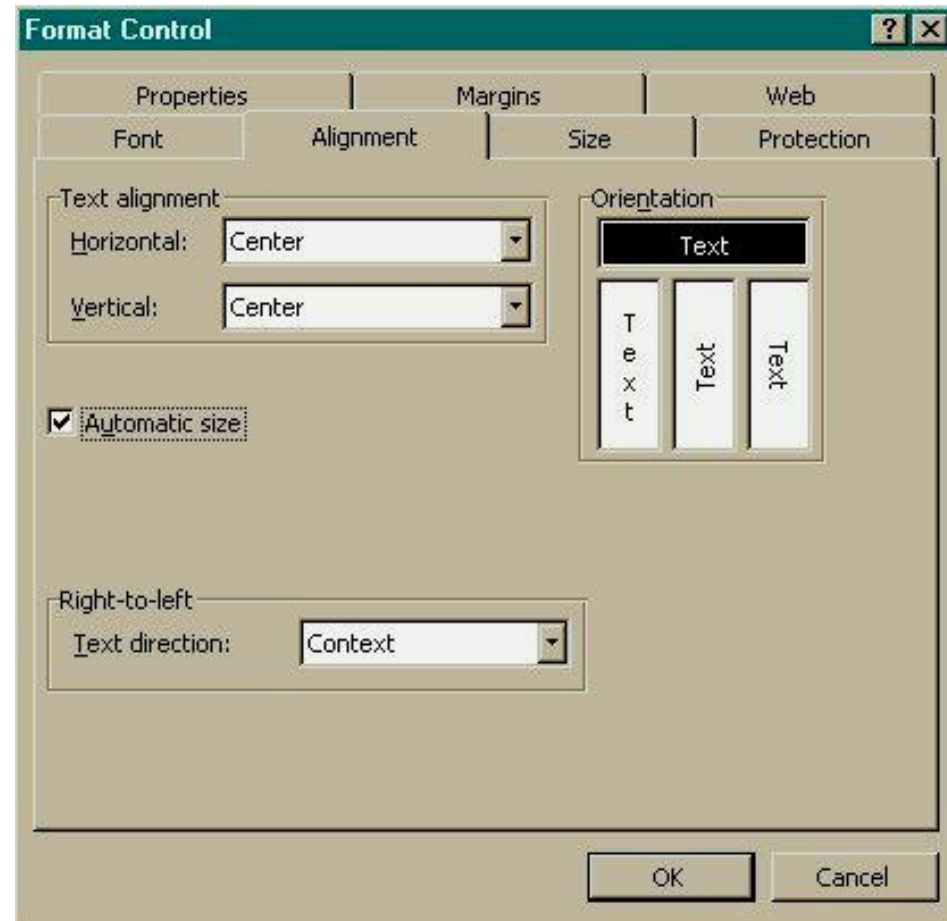 Format Control
Properties Margins Web
Font Alignment Size Protection
Text alignment
Horizontal: Center
Vertical: Center
Orientation
Text
Text Text Text
Automatic size
Right-to-left
Text direction: Context
OK Cancel